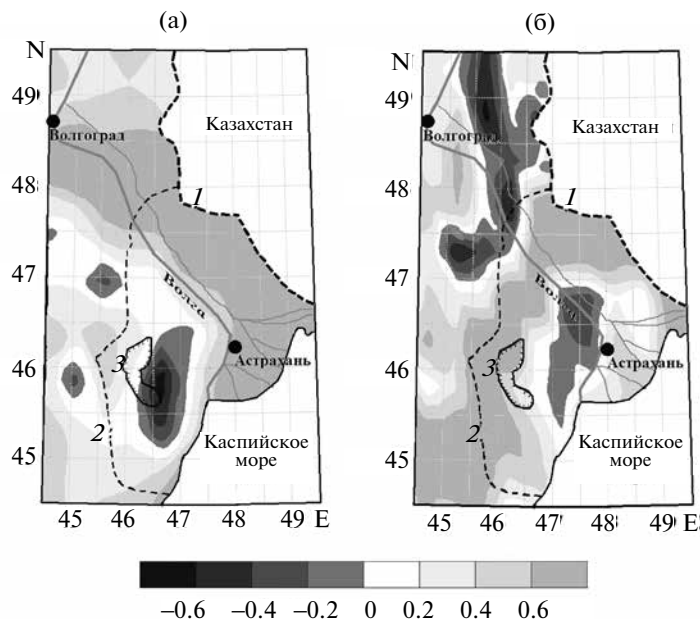 (а)
(б)
N
49
48
47
46
45
45 46 47 48 49 E
Волгоград
Казахстан
1
Волга
3
Астрахань
2
Каспийское
море
N
49
48
47
46
45
44
45 46 47 48 49 E
Волгоград
Казахстан
1
Волга
3
Астрахань
2
Каспийское
море
–0.6 –0.4 –0.2 0 0.2 0.4 0.6